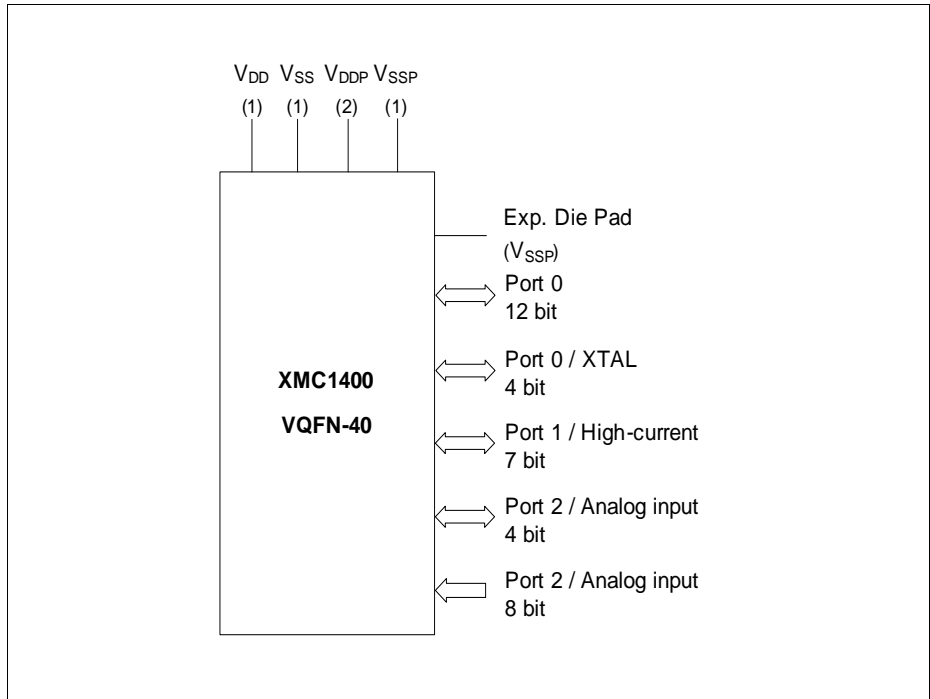 VDD VSS VDDP VSSP
(1) (1) (2) (1)
Exp. Die Pad
(VSSP)
Port 0
12 bit
Port 0 / XTAL
4 bit
XMC1400
VQFN-40
Port 1 / High-current
7 bit
Port 2 / Analog input
4 bit
Port 2 / Analog input
8 bit